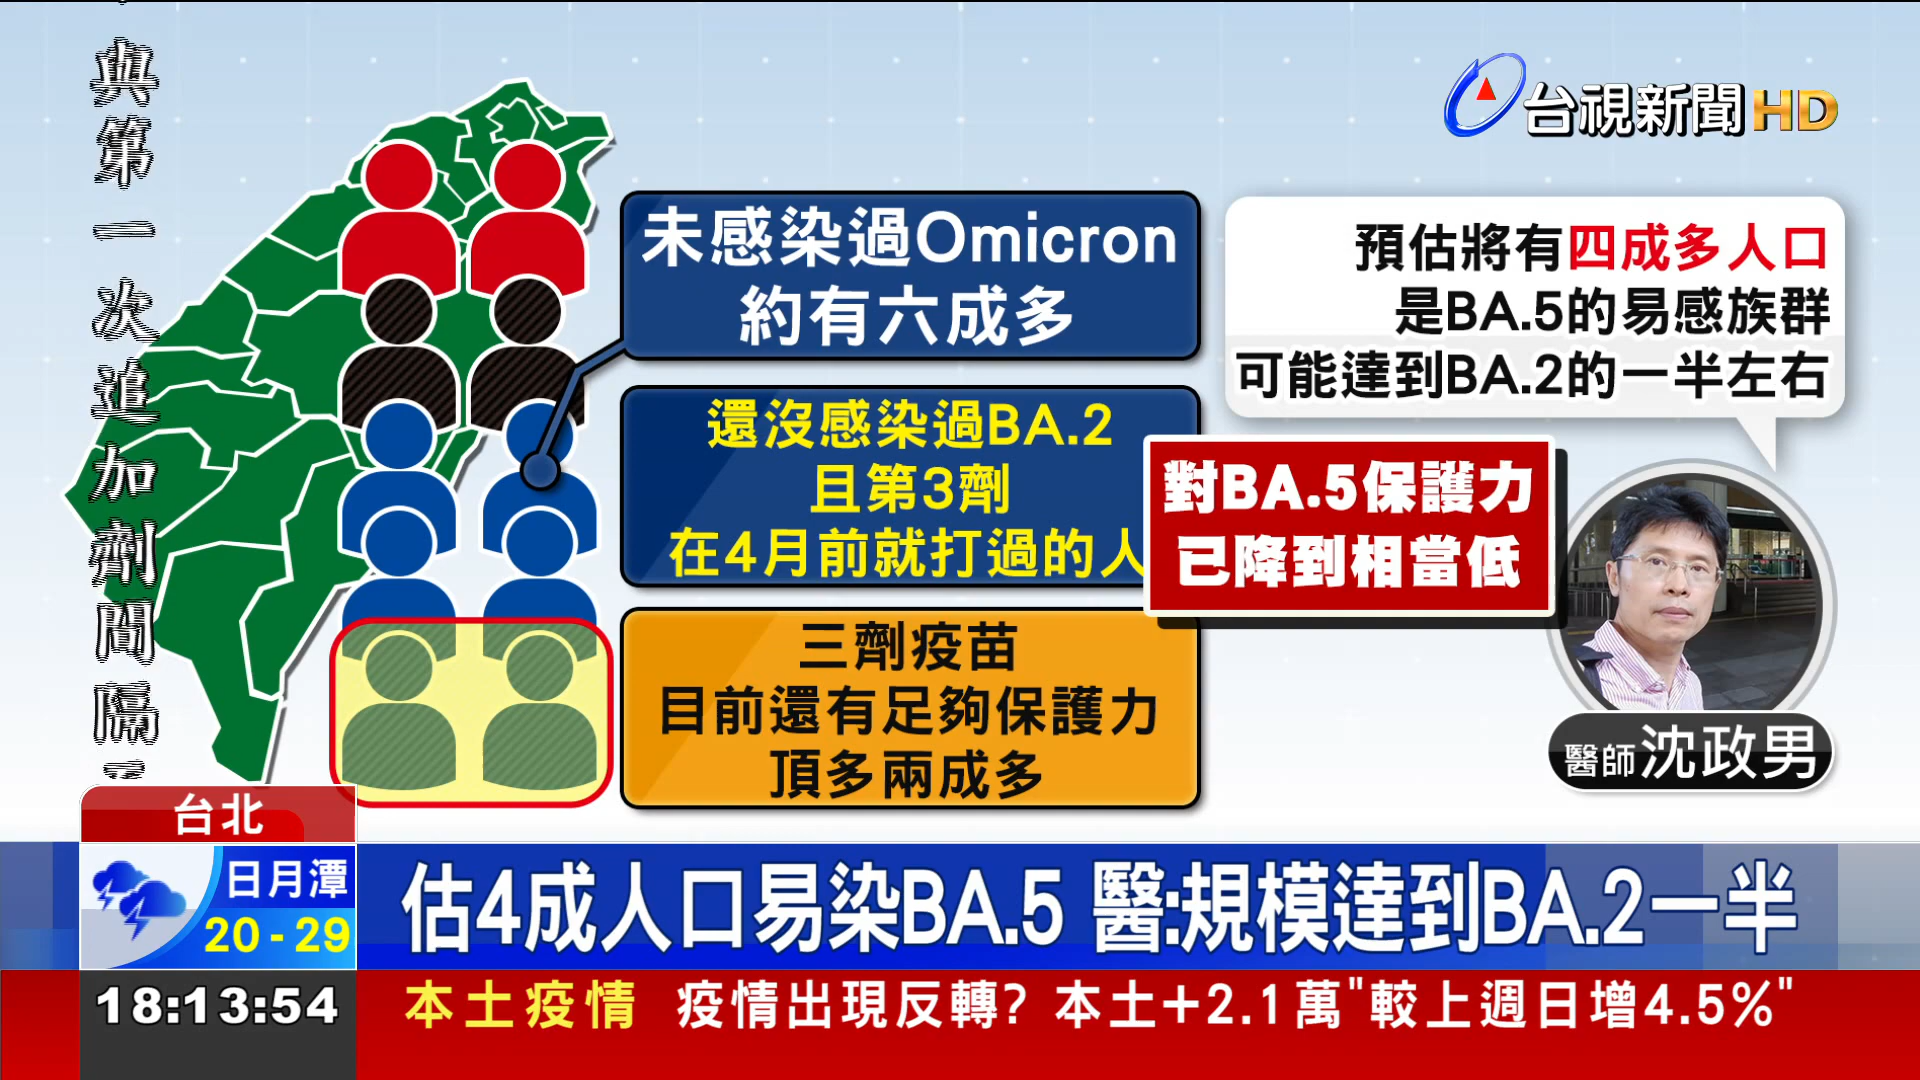 與第一次追加劑間隔
台視新聞HD
未感染過Omicron
約有六成多
還沒感染過BA.2
且第3劑
在4月前就打過的人
三劑疫苗
目前還有足夠保護力
頂多兩成多
預估將有四成多人口
是BA.5的易感族群
可能達到BA.2的一半左右
對BA.5保護力
已降到相當低
醫師沈政男
台北
日月潭
20-29
估4成人口易染BA.5 醫:規模達到BA.2一半
18:13:54
本土疫情 疫情出現反轉? 本土+2.1萬"較上週日增4.5%"